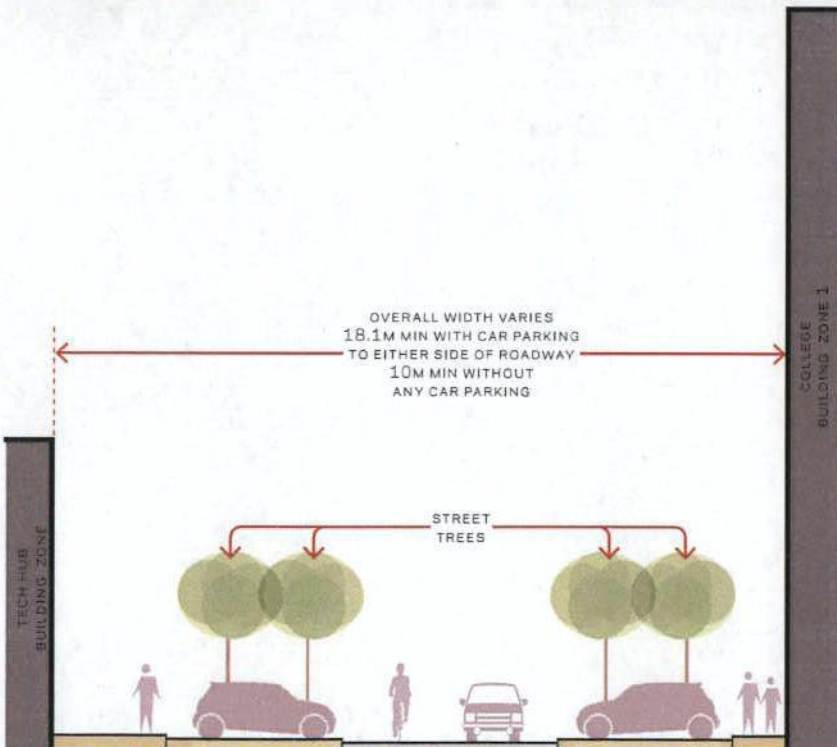 OVERALL WIDTH VARIES
18.1M MIN WITH CAR PARKING
TO EITHER SIDE OF ROADWAY
10M MIN WITHOUT
ANY CAR PARKING
COLLEGE
BUILDING ZONE 1
STREET
TREES
TECH HUB
BUILDING ZONE